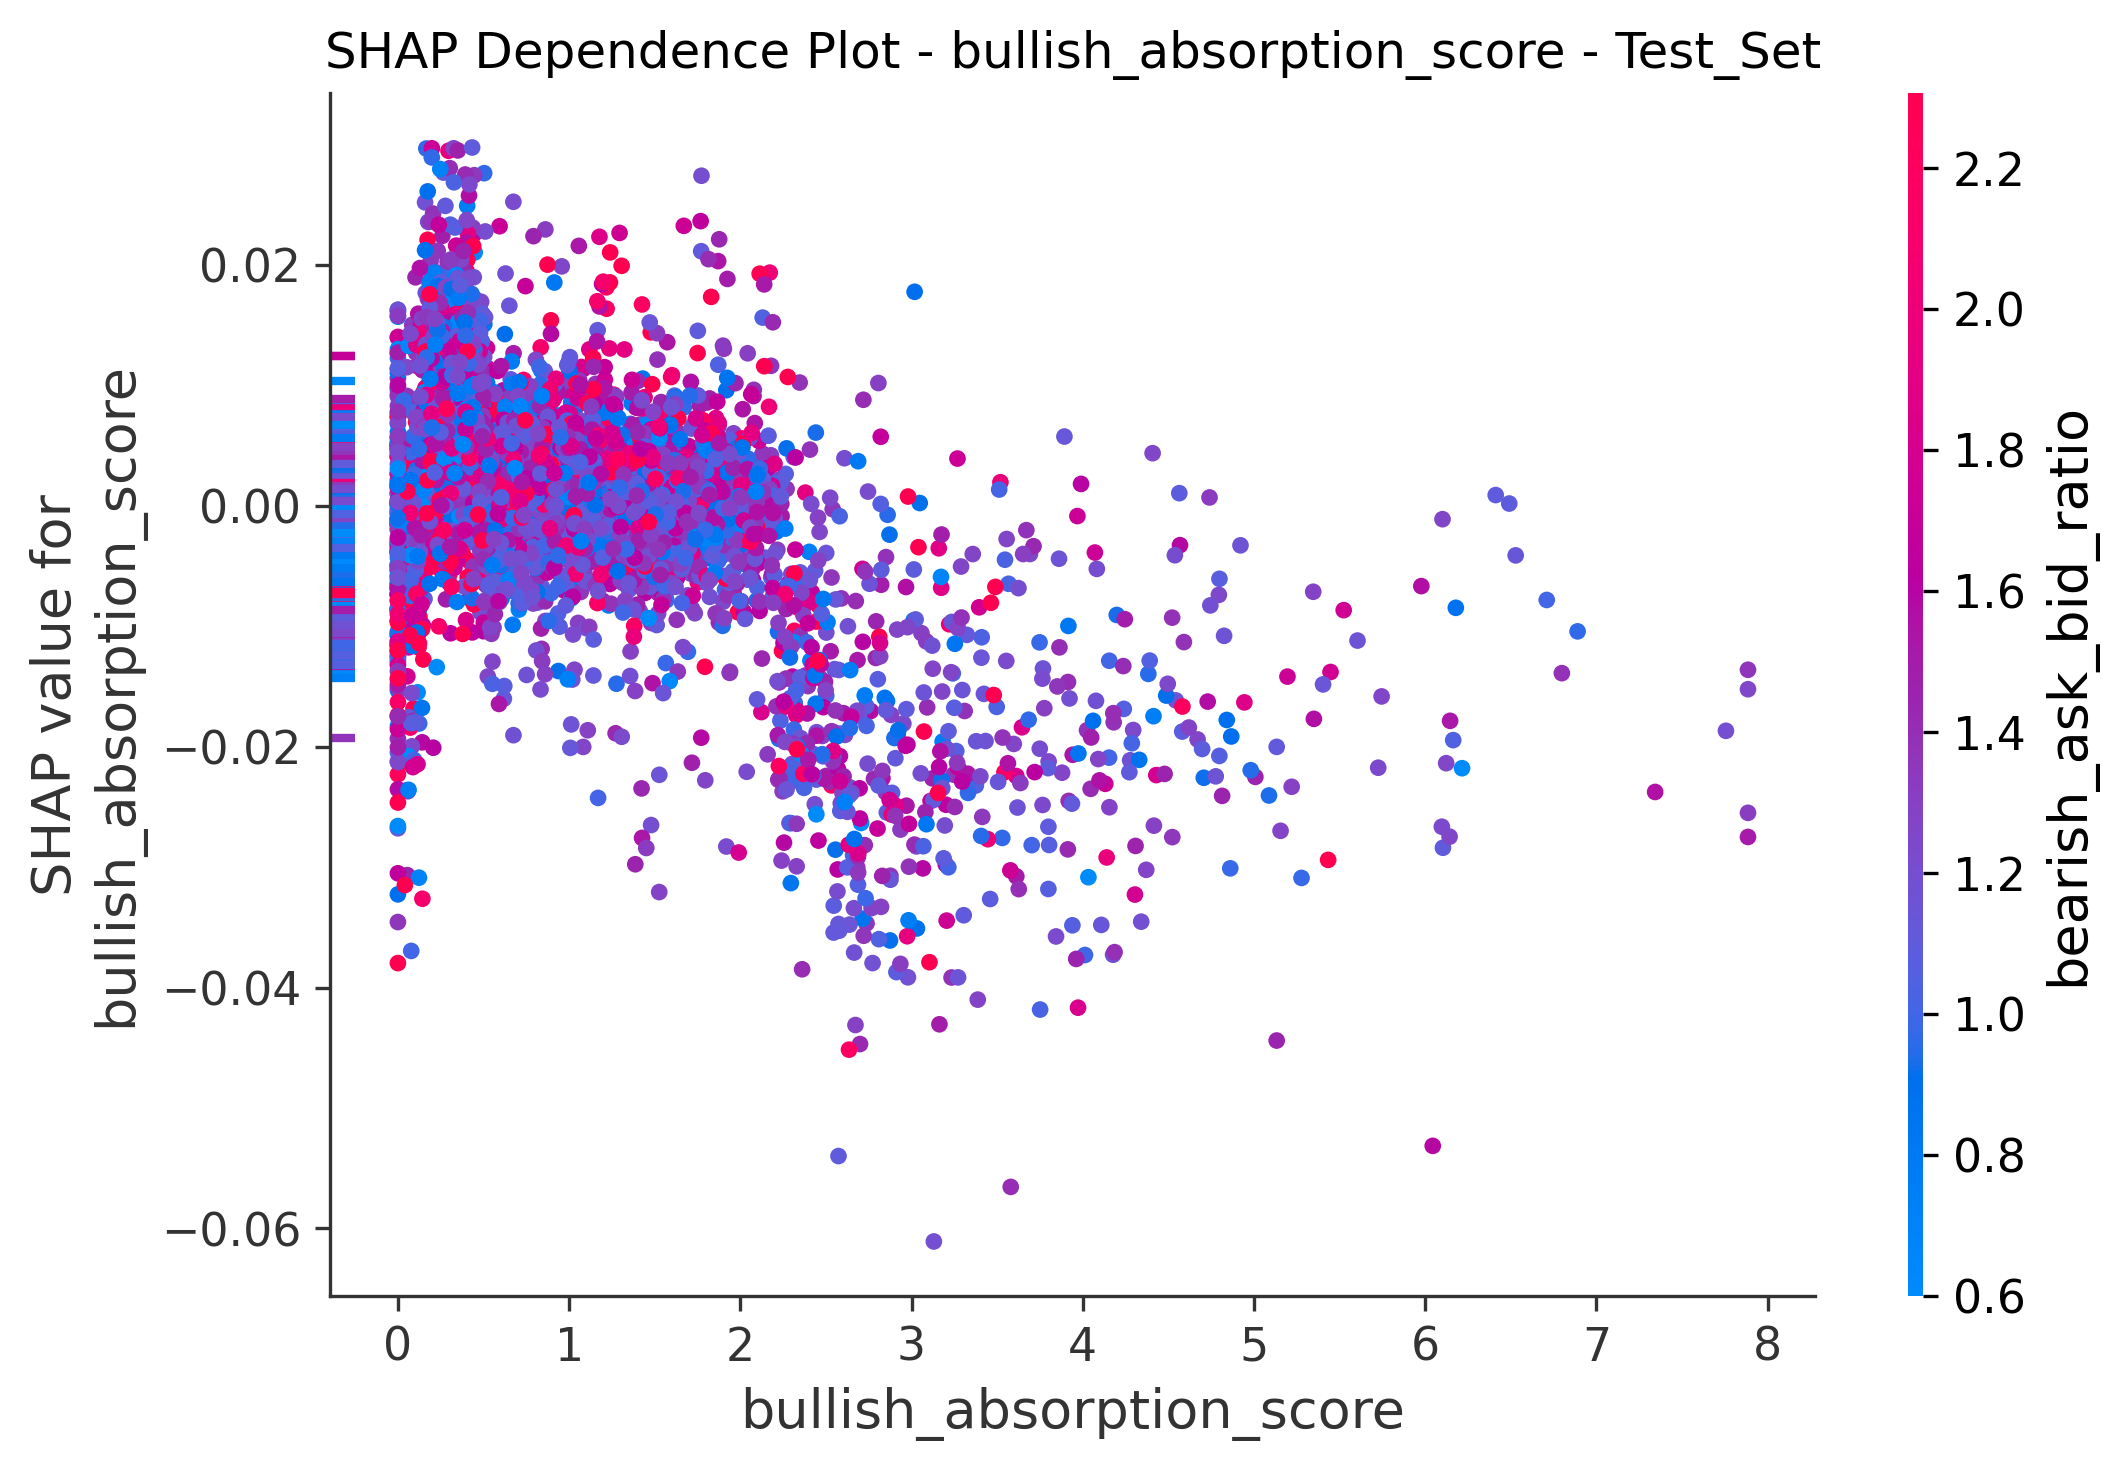 SHAP Dependence Plot - bullish_absorption_score - Test_Set
SHAP value for
bullish_absorption_score
0.02
0.00
−0.02
−0.04
−0.06
0 1 2 3 4 5 6 7 8
bullish_absorption_score
2.2
2.0
1.8
1.6
1.4
1.2
1.0
0.8
0.6
bearish_ask_bid_ratio